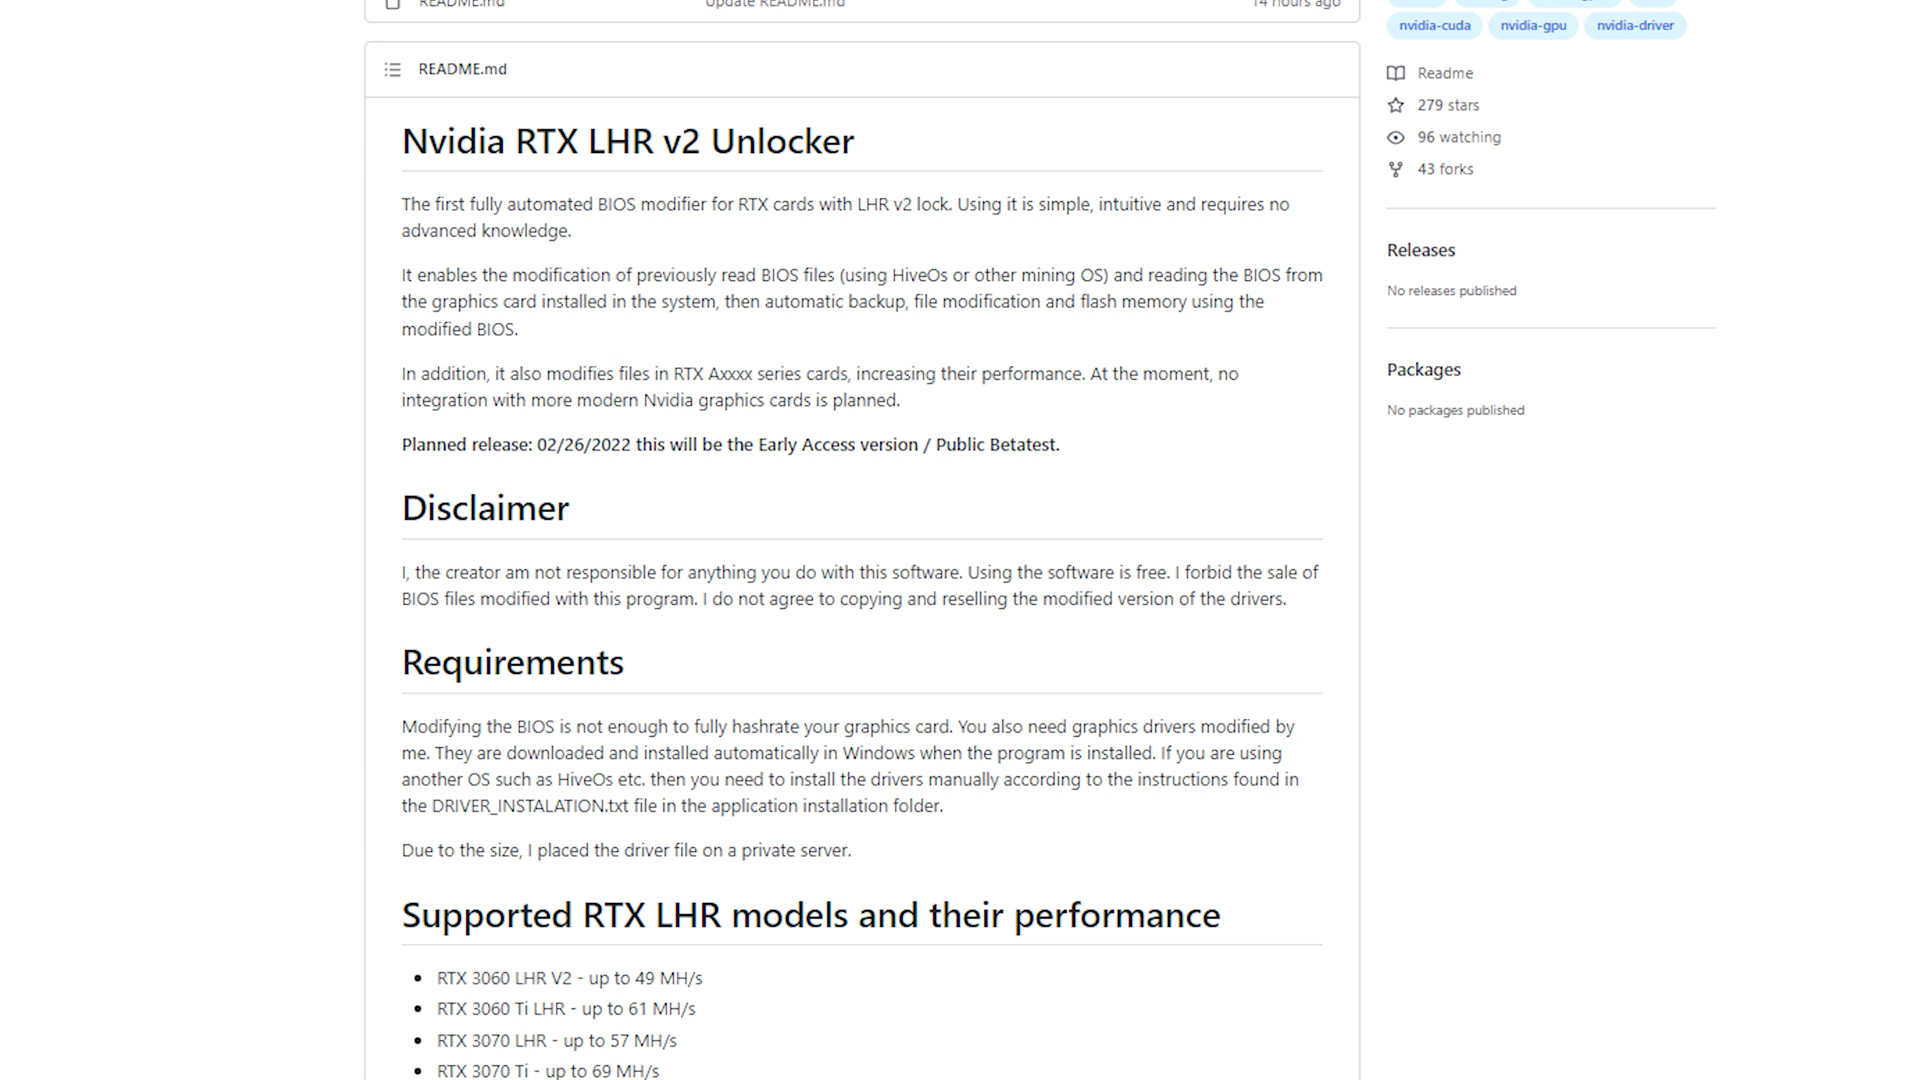 README.md Update README.md 14 hours ago
README.md
Nvidia RTX LHR v2 Unlocker
The first fully automated BIOS modifier for RTX cards with LHR v2 lock. Using it is simple, intuitive and requires no
advanced knowledge.
It enables the modification of previously read BIOS files (using HiveOs or other mining OS) and reading the BIOS from
the graphics card installed in the system, then automatic backup, file modification and flash memory using the
modified BIOS.
In addition, it also modifies files in RTX Axxxx series cards, increasing their performance. At the moment, no
integration with more modern Nvidia graphics cards is planned.
Planned release: 02/26/2022 this will be the Early Access version / Public Betatest.
Disclaimer
I, the creator am not responsible for anything you do with this software. Using the software is free. I forbid the sale of
BIOS files modified with this program. I do not agree to copying and reselling the modified version of the drivers.
Requirements
Modifying the BIOS is not enough to fully hashrate your graphics card. You also need graphics drivers modified by
me. They are downloaded and installed automatically in Windows when the program is installed. If you are using
another OS such as HiveOs etc. then you need to install the drivers manually according to the instructions found in
the DRIVER_INSTALATION.txt file in the application installation folder.
Due to the size, I placed the driver file on a private server.
Supported RTX LHR models and their performance
RTX 3060 LHR V2 - up to 49 MH/s
RTX 3060 Ti LHR - up to 61 MH/s
RTX 3070 LHR - up to 57 MH/s
RTX 3070 Ti - up to 69 MH/s
nvidia-cuda nvidia-gpu nvidia-driver
Readme
279 stars
96 watching
43 forks
Releases
No releases published
Packages
No packages published